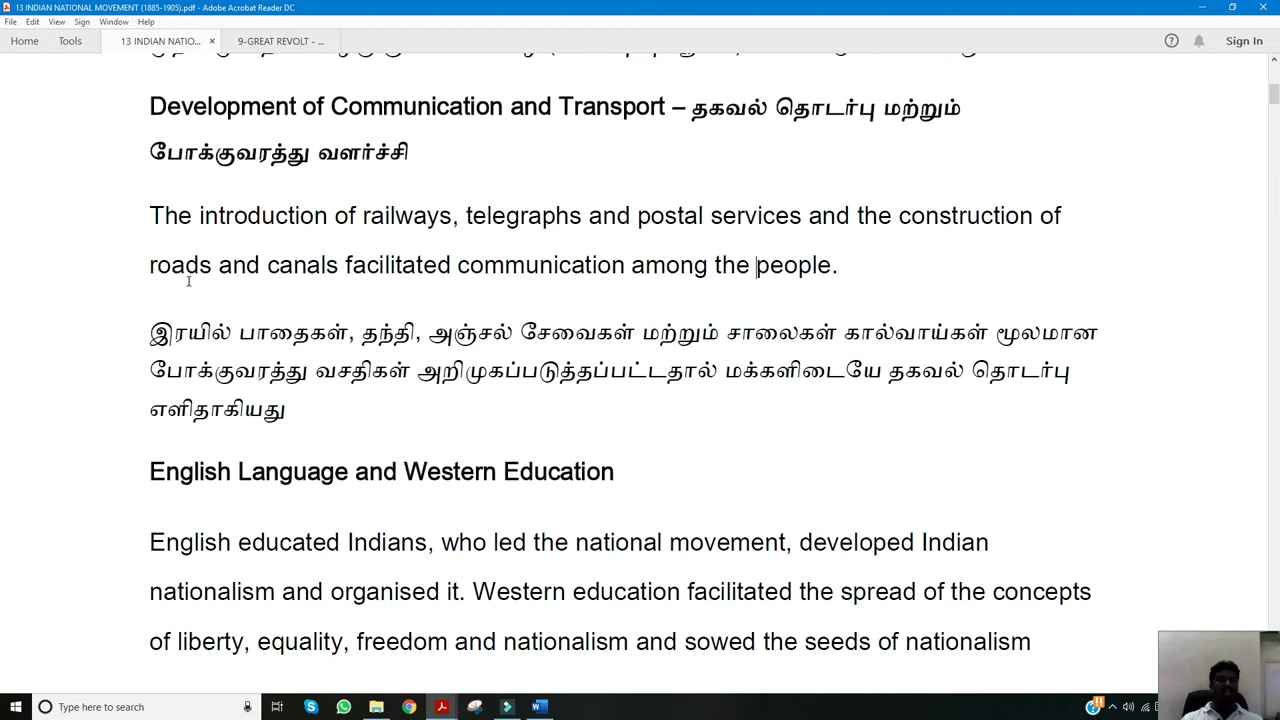 13 INDIAN NATIONAL MOVEMENT (1885-1905).pdf - Adobe Acrobat Reader DC
File Edit View Sign Window Help
Home Tools 13 INDIAN NATIO... × 9-GREAT REVOLT - ... Sign In
Development of Communication and Transport – தகவல் தொடர்பு மற்றும்
போக்குவரத்து வளர்ச்சி
The introduction of railways, telegraphs and postal services and the construction of
roads and canals facilitated communication among the people.
இரயில் பாதைகள், தந்தி, அஞ்சல் சேவைகள் மற்றும் சாலைகள் கால்வாய்கள் மூலமான
போக்குவரத்து வசதிகள் அறிமுகப்படுத்தப்பட்டதால் மக்களிடையே தகவல் தொடர்பு
எளிதாகியது
English Language and Western Education
English educated Indians, who led the national movement, developed Indian
nationalism and organised it. Western education facilitated the spread of the concepts
of liberty, equality, freedom and nationalism and sowed the seeds of nationalism
Type here to search